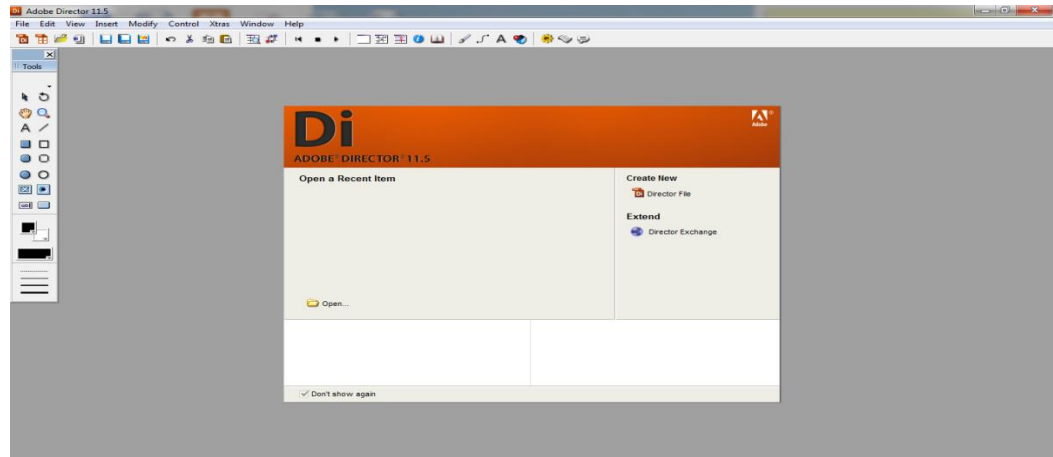 Adobe Director 11.5
File Edit View Insert Modify Control Xtras Window Help
Tools
Di
Adobe
ADOBE® DIRECTOR® 11.5
Open a Recent Item
Create New
Director File
Extend
Director Exchange
Open...
Don't show again